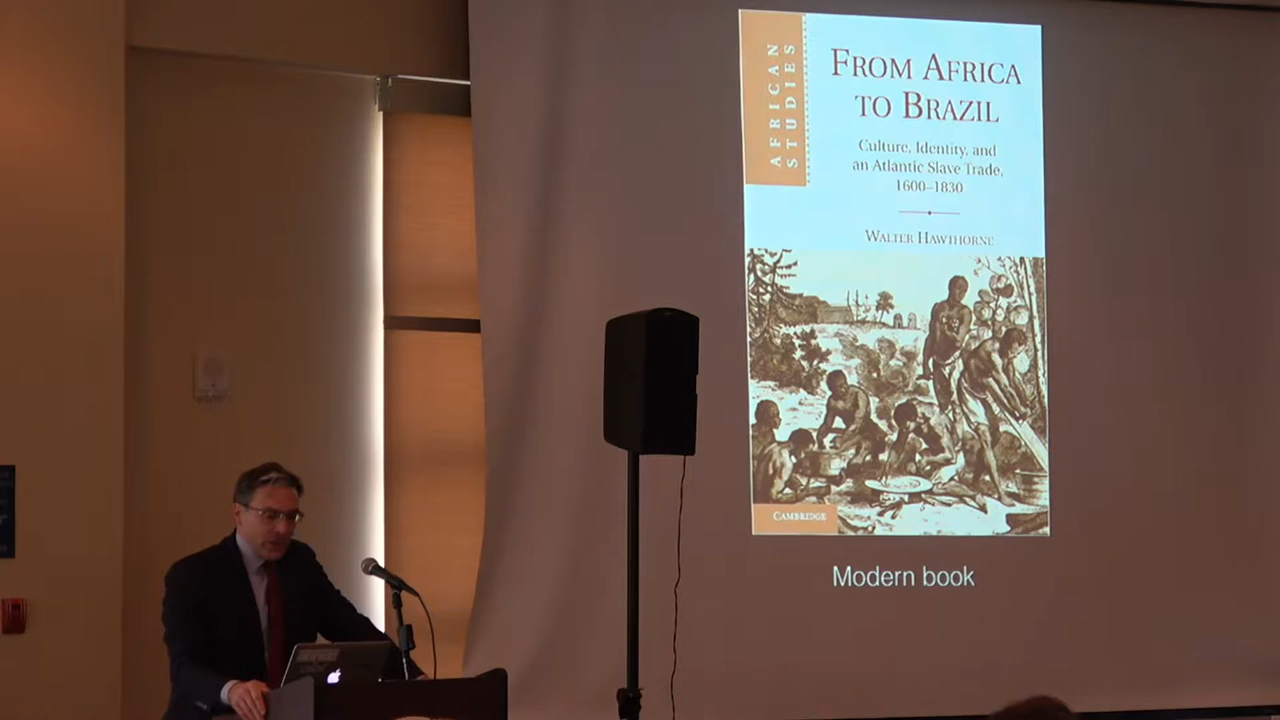 AFRICAN
STUDIES
FROM AFRICA
TO BRAZIL
Culture, Identity, and
an Atlantic Slave Trade,
1600–1830
WALTER HAWTHORNE
CAMBRIDGE
Modern book